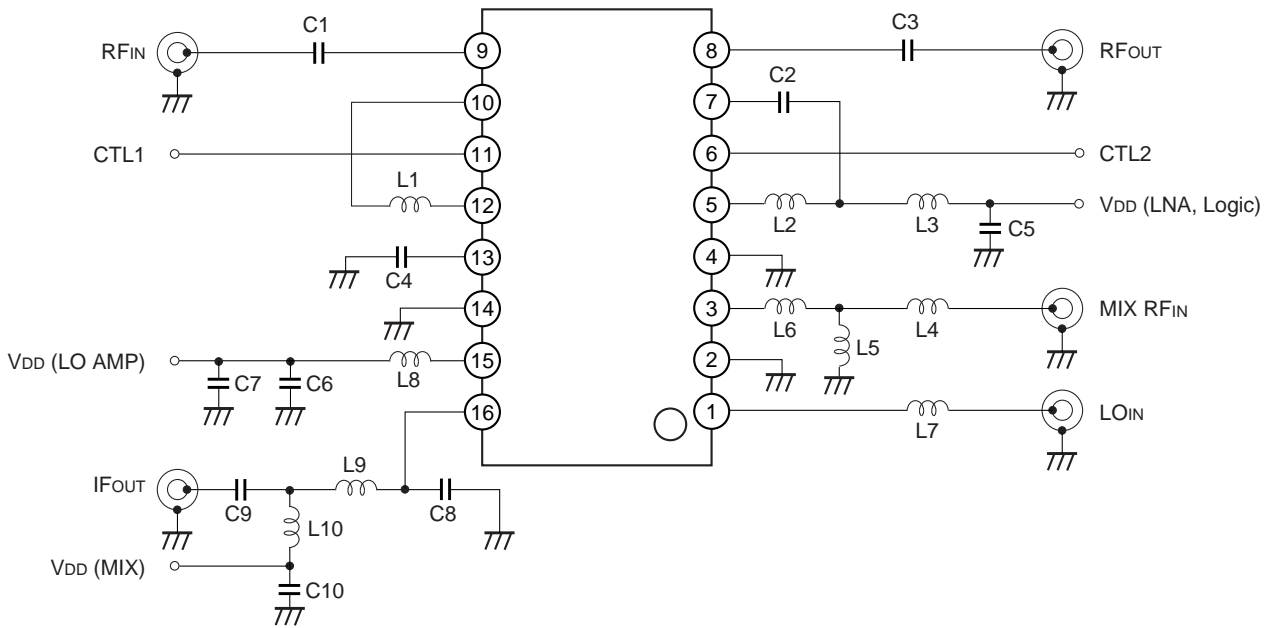 C1
C3
RFIN
9
8
RFOUT
C2
10
7
CTL1
11
6
CTL2
L1
12
5
L2
L3
C5
VDD (LNA, Logic)
13
4
C4
14
3
L6
L4
MIX RFIN
L5
VDD (LO AMP)
15
2
C7
C6
L8
16
1
L7
LOIN
L9
IFOUT
C9
C8
L10
VDD (MIX)
C10